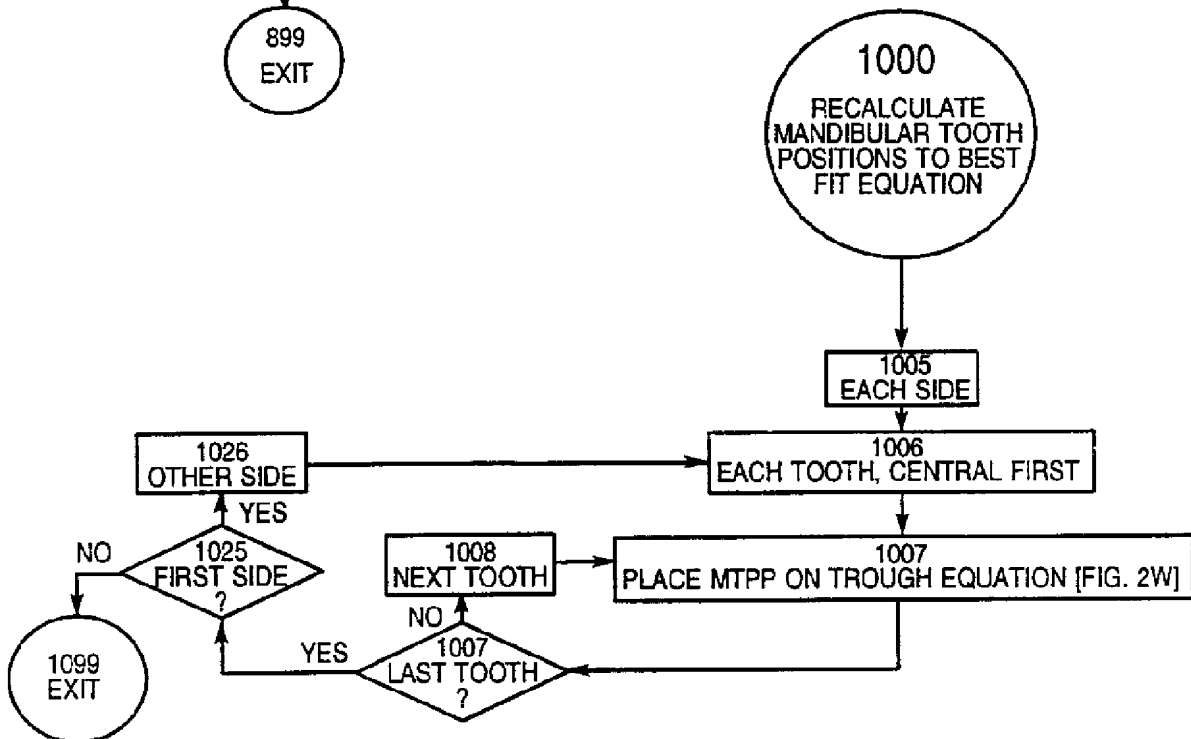 899
EXIT
1000
RECALCULATE
MANDIBULAR TOOTH
POSITIONS TO BEST
FIT EQUATION
1005
EACH SIDE
1026
OTHER SIDE
1006
EACH TOOTH, CENTRAL FIRST
YES
NO
1025
FIRST SIDE
?
1008
NEXT TOOTH
1007
PLACE MTPP ON TROUGH EQUATION [FIG. 2W]
NO
YES
1007
LAST TOOTH
?
1099
EXIT